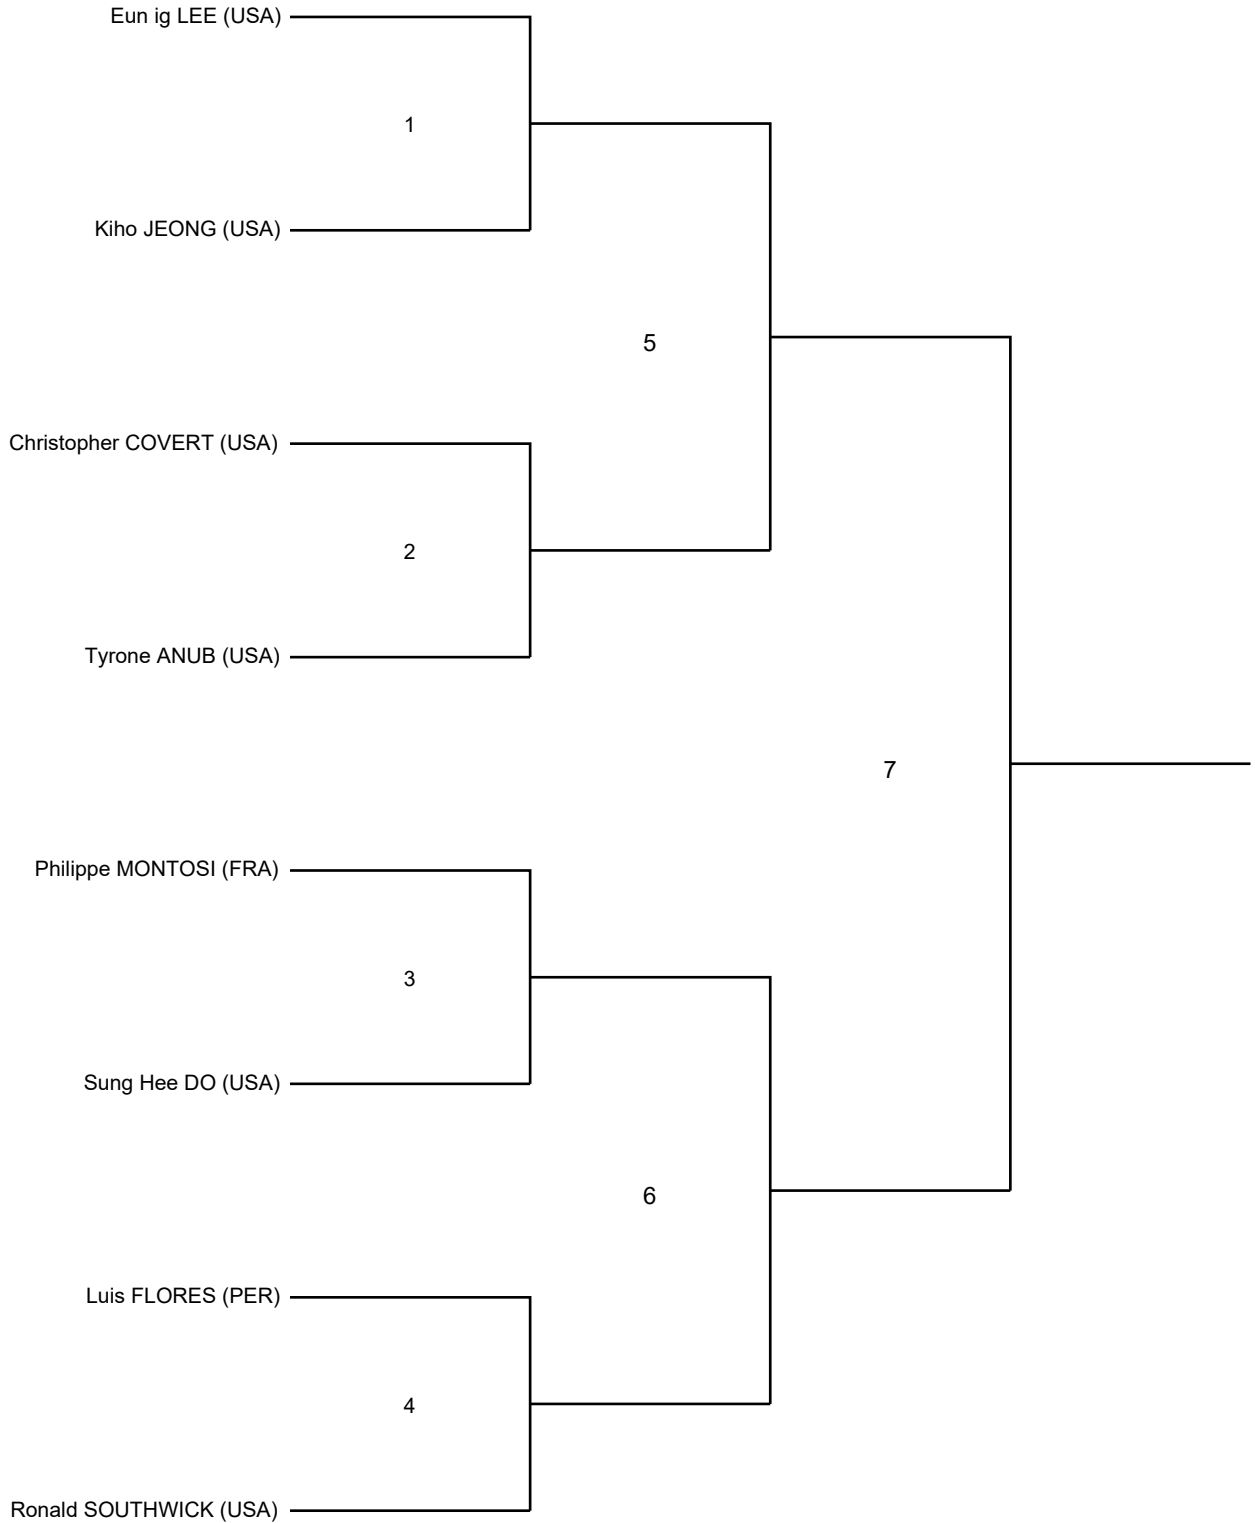 Eun ig LEE (USA)
1
Kiho JEONG (USA)
5
Christopher COVERT (USA)
2
Tyrone ANUB (USA)
7
Philippe MONTOSI (FRA)
3
Sung Hee DO (USA)
6
Luis FLORES (PER)
4
Ronald SOUTHWICK (USA)